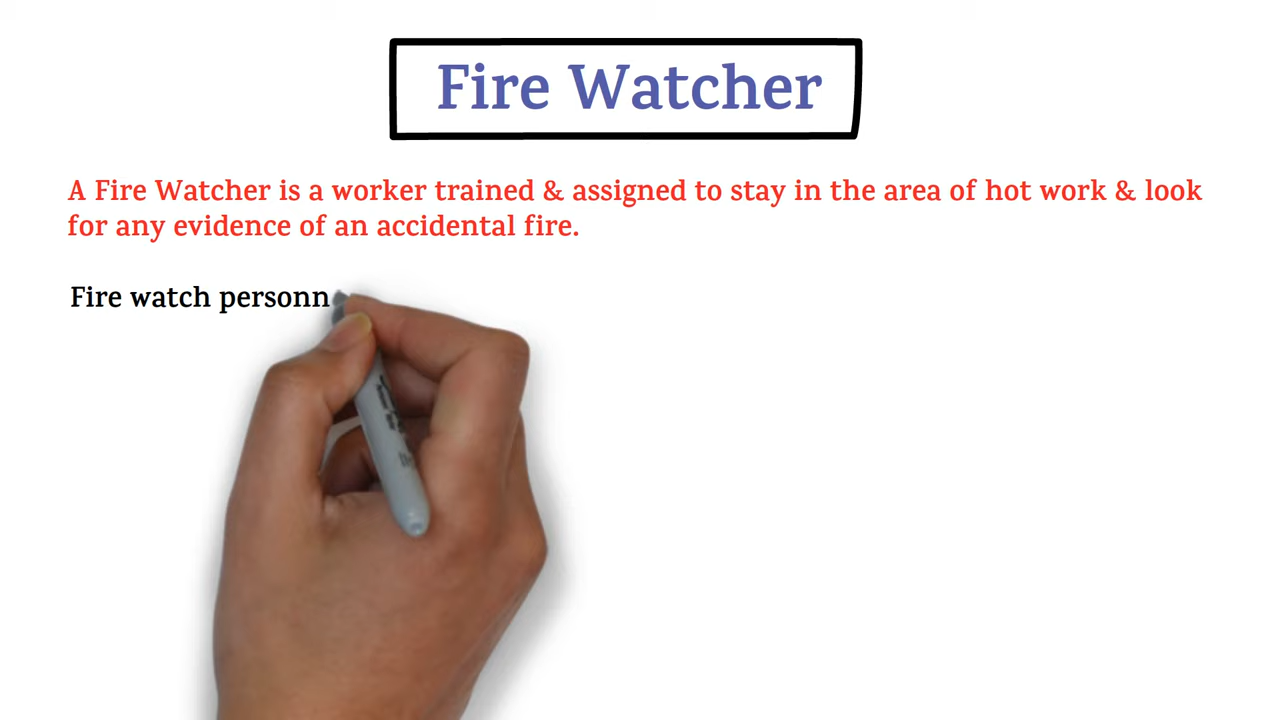 Fire Watcher
A Fire Watcher is a worker trained & assigned to stay in the area of hot work & look
for any evidence of an accidental fire.
Fire watch personn